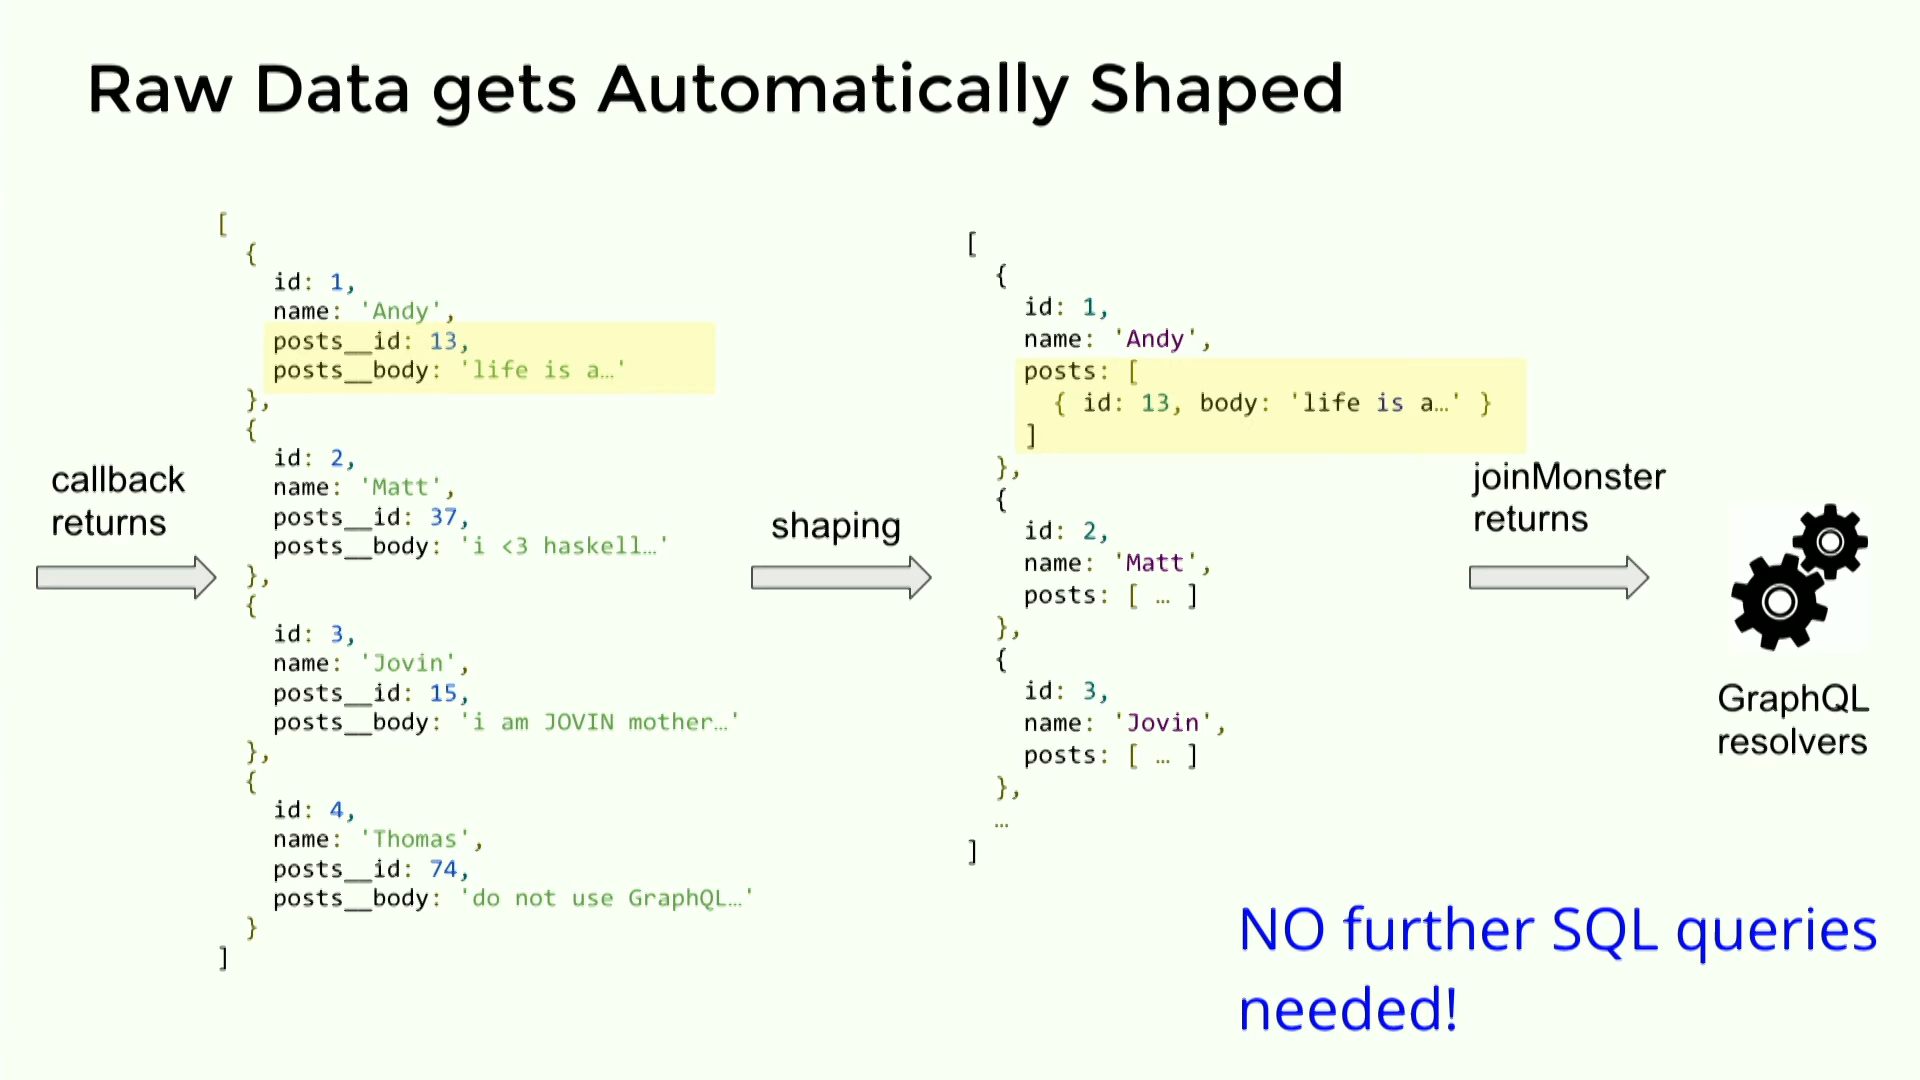 Raw Data gets Automatically Shaped
callback
returns
[
{
id: 1,
name: 'Andy',
posts__id: 13,
posts__body: 'life is a…'
},
{
id: 2,
name: 'Matt',
posts__id: 37,
posts__body: 'i <3 haskell…'
},
{
id: 3,
name: 'Jovin',
posts__id: 15,
posts__body: 'i am JOVIN mother…'
},
{
id: 4,
name: 'Thomas',
posts__id: 74,
posts__body: 'do not use GraphQL…'
}
]
shaping
[
{
id: 1,
name: 'Andy',
posts: [
{ id: 13, body: 'life is a…' }
]
},
{
id: 2,
name: 'Matt',
posts: [ … ]
},
{
id: 3,
name: 'Jovin',
posts: [ … ]
},
…
]
joinMonster
returns
GraphQL
resolvers
NO further SQL queries
needed!